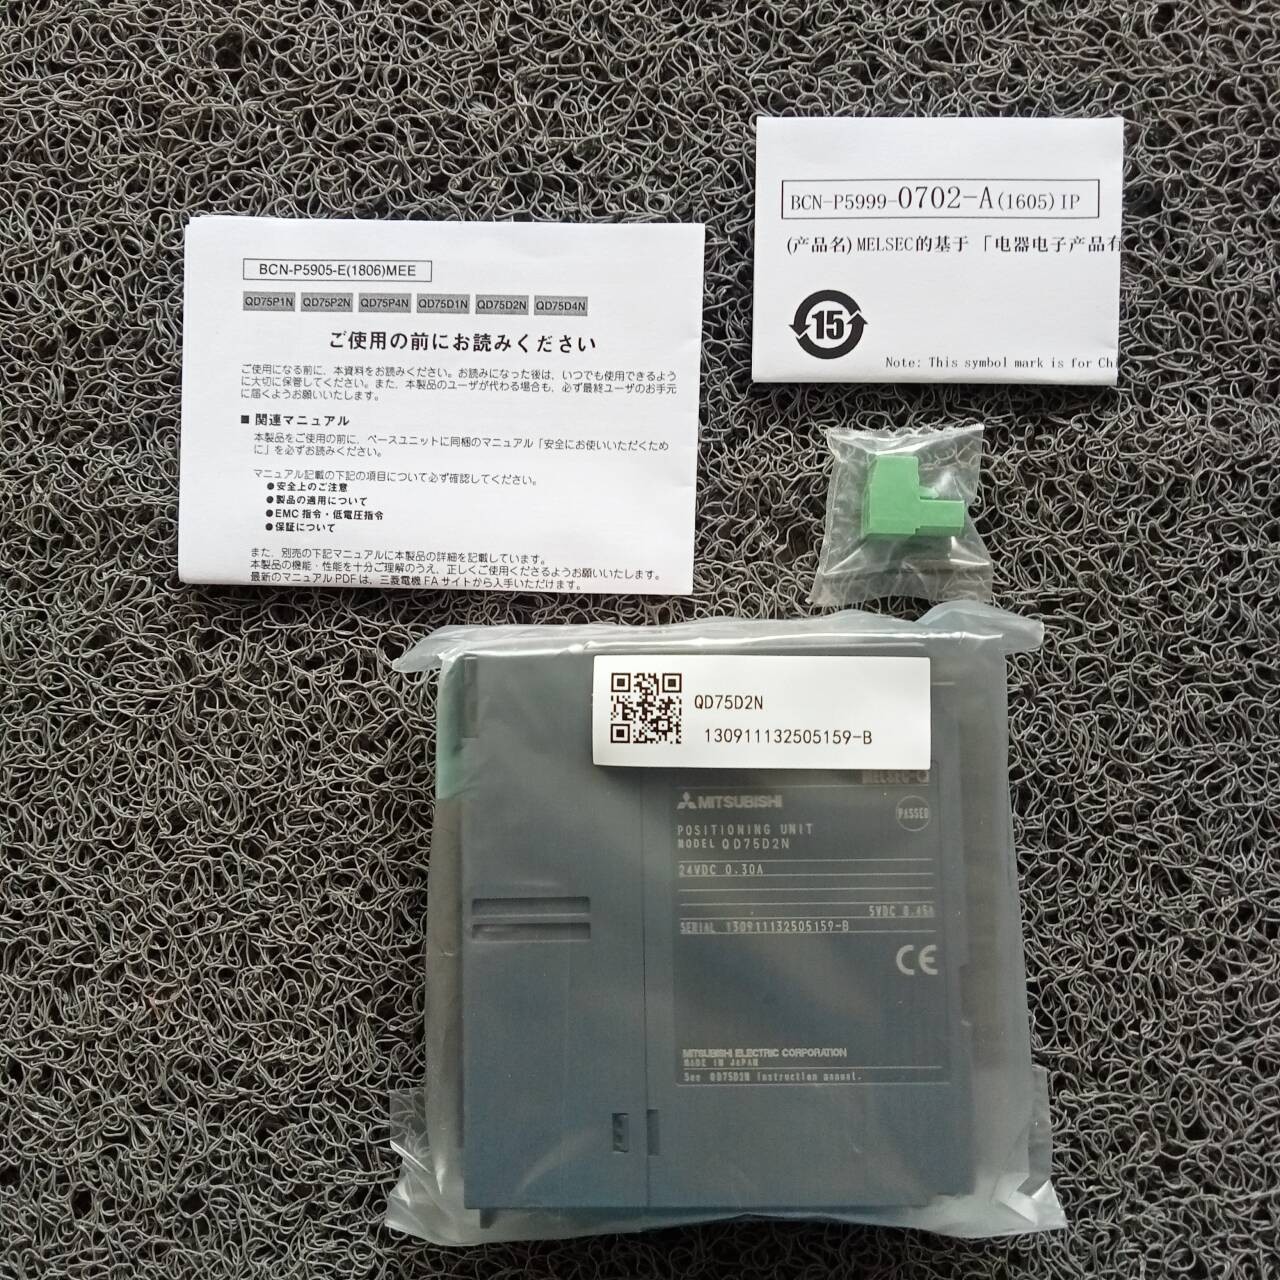 BCN-P5999-0702-A(1605)IP
(产品名)MELSEC的基于「电器电子产品有
15
Note: This symbol mark is for Chi
BCN-P5905-E(1806)MEE
QD75P1N QD75P2N QD75P4N QD75D1N QD75D2N QD75D4N
ご使用の前にお読みください
ご使用になる前に、本資料をお読みください。お読みになった後は、いつでも使用できるよう
に大切に保管してください。また、本製品のユーザが代わる場合も、必ず最終ユーザのお手元
に届くようお願いいたします。
■ 関連マニュアル
本製品をご使用の前に、ベースユニットに同梱のマニュアル「安全にお使いいただくため
に」を必ずお読みください。
マニュアル記載の下記の項目について必ず確認してください。
●安全上のご注意
●製品の適用について
●EMC指令・低電圧指令
●保証について
また、別売の下記マニュアルに本製品の詳細を記載しています。
本製品の機能・性能を十分ご理解のうえ、正しくご使用くださるようお願いいたします。
最新のマニュアルPDFは、三菱電機FAサイトから入手いただけます。
QD75D2N
130911132505159-B
MELSEC-Q
MITSUBISHI
PASSED
POSITIONING UNIT
MODEL QD75D2N
24VDC 0.30A
5VDC 0.45A
SERIAL 130911132505159-B
CE
MITSUBISHI ELECTRIC CORPORATION
MADE IN JAPAN
See QD75D2N instruction manual.